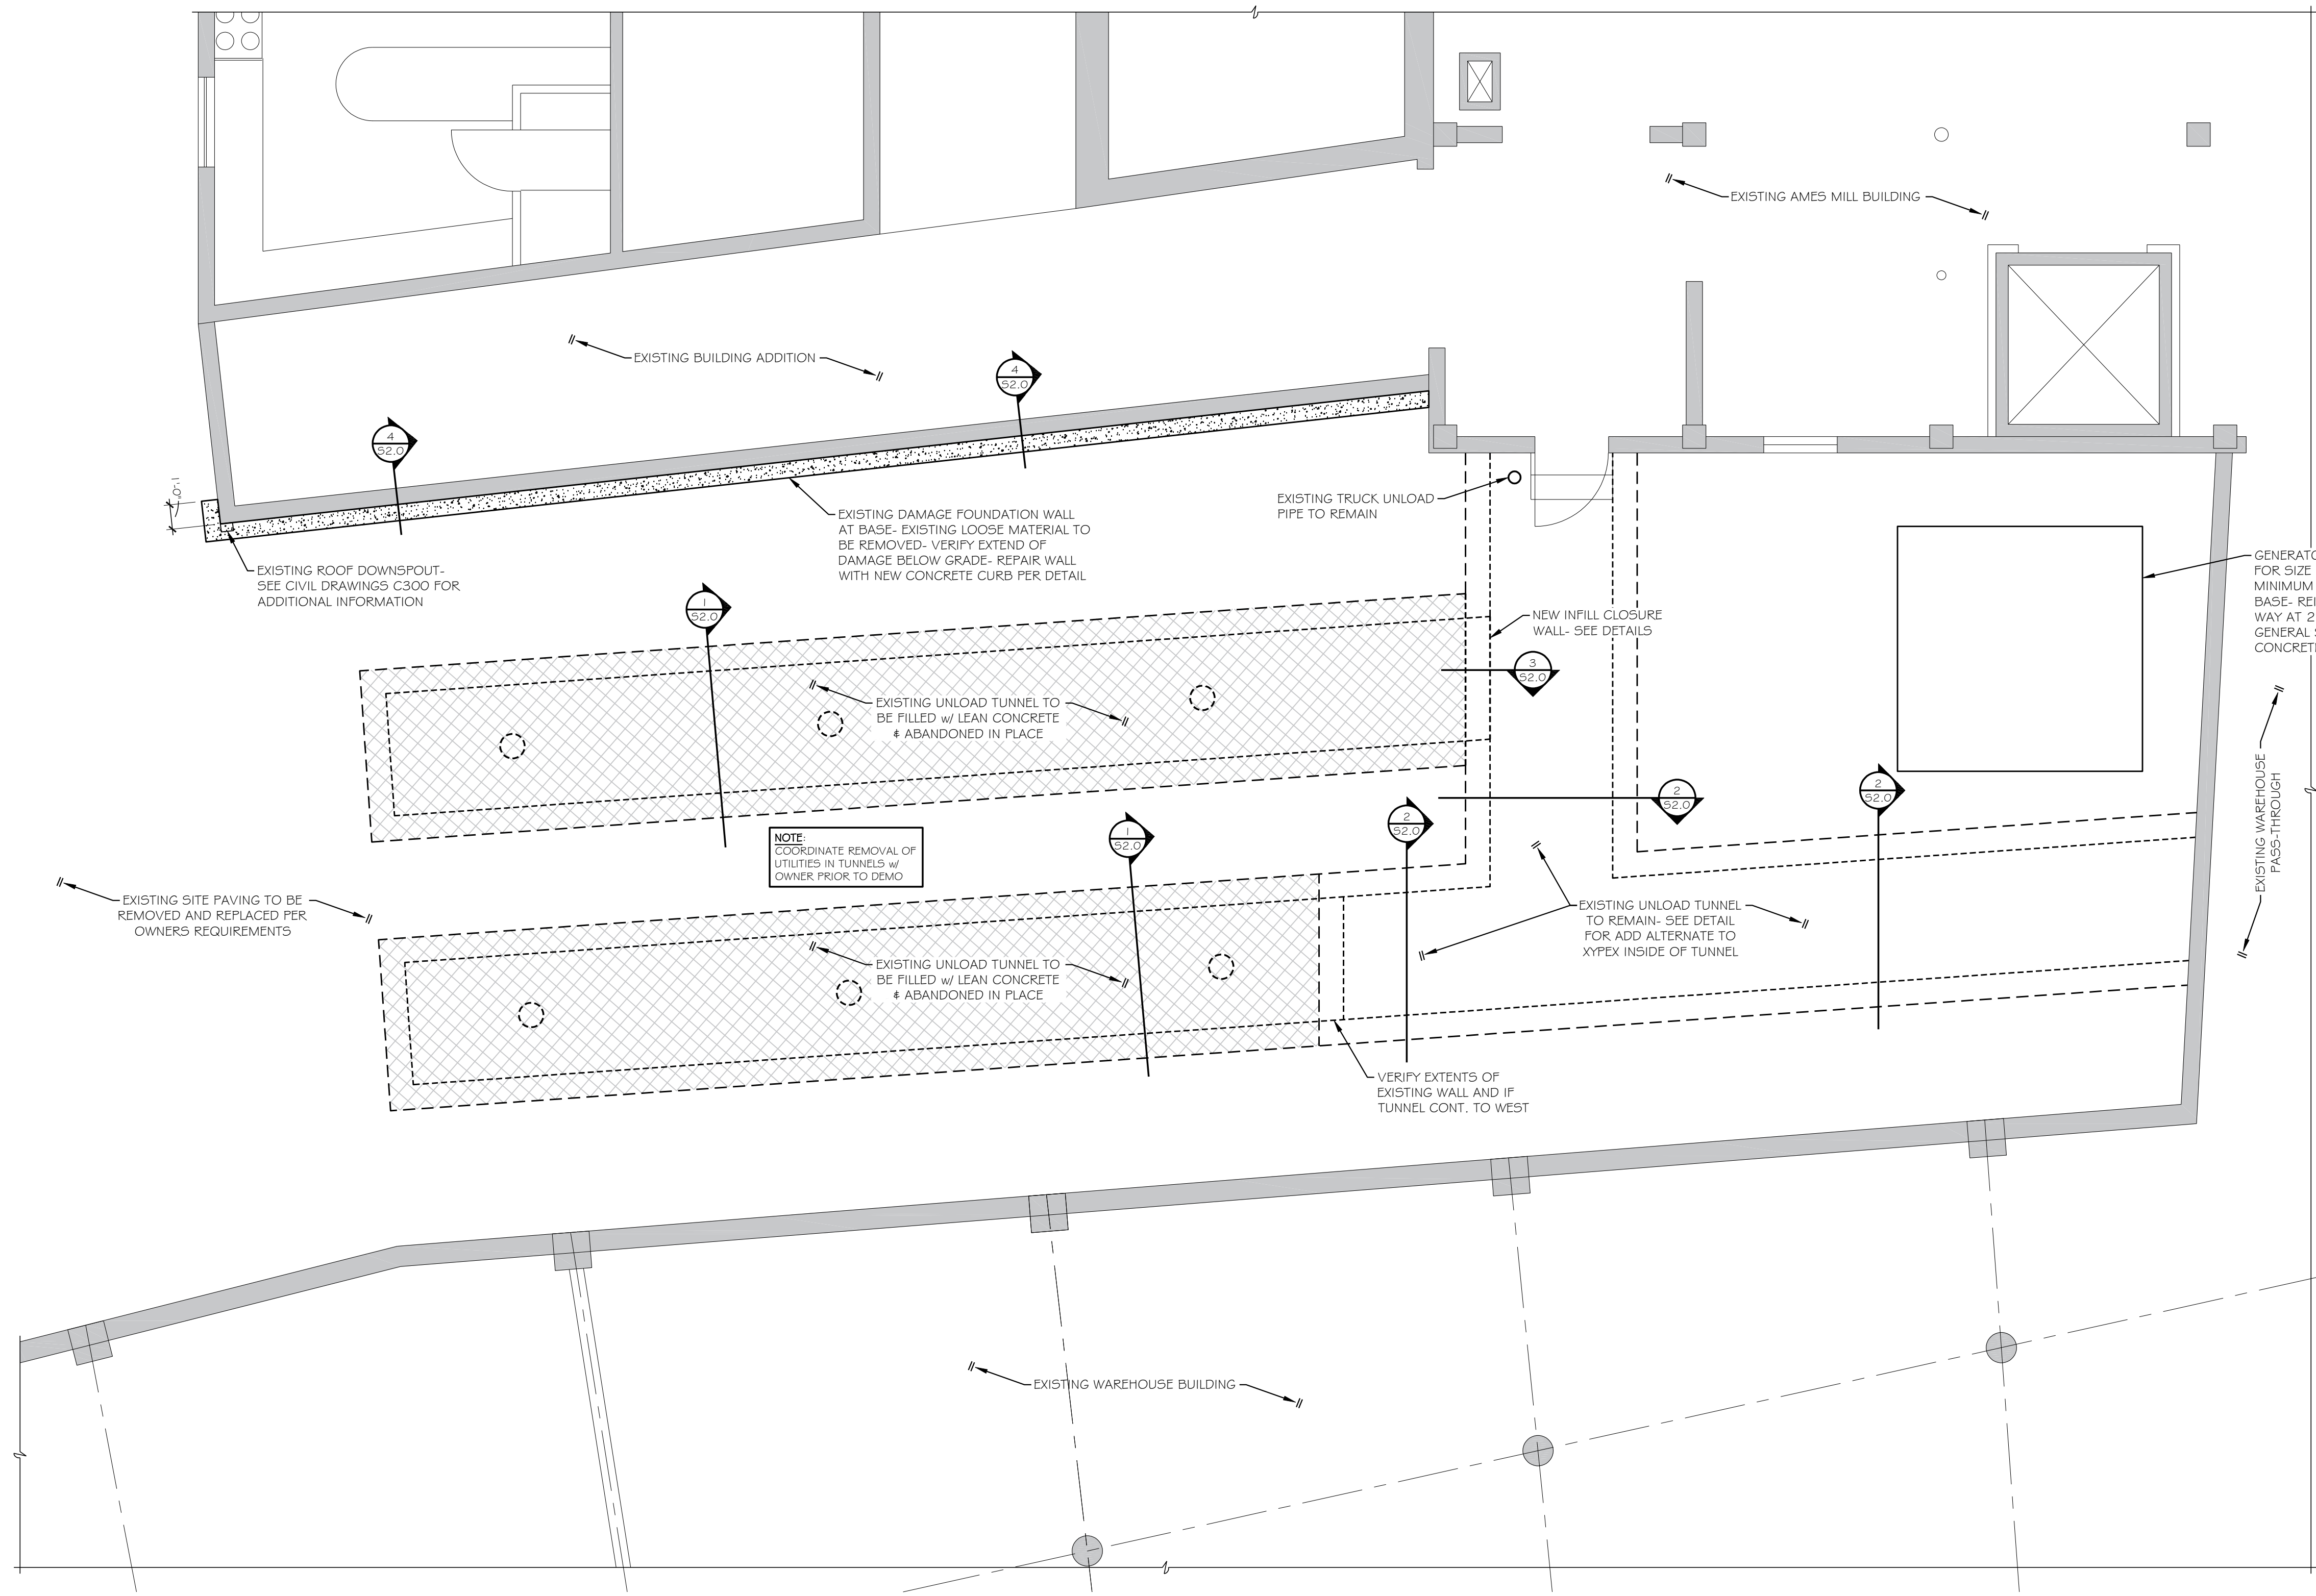 EXISTING AMES MILL BUILDING
EXISTING BUILDING ADDITION
4
S2.0
4
S2.0
1'-0"
EXISTING TRUCK UNLOAD
PIPE TO REMAIN
EXISTING DAMAGE FOUNDATION WALL
AT BASE- EXISTING LOOSE MATERIAL TO
BE REMOVED- VERIFY EXTEND OF
DAMAGE BELOW GRADE- REPAIR WALL
WITH NEW CONCRETE CURB PER DETAIL
EXISTING ROOF DOWNSPOUT-
SEE CIVIL DRAWINGS C300 FOR
ADDITIONAL INFORMATION
FOR SIZE
MINIMUM
BASE-
WAY AT 2
GENERAL
1
S2.0
NEW INFILL CLOSURE
WALL- SEE DETAILS
3
S2.0
EXISTING UNLOAD TUNNEL TO
BE FILLED w/ LEAN CONCRETE
& ABANDONED IN PLACE
2
S2.0
2
S2.0
2
S2.0
1
S2.0
EXISTING WAREHOUSE
PASS-THROUGH
NOTE:
COORDINATE REMOVAL OF
UTILITIES IN TUNNELS w/
OWNER PRIOR TO DEMO
EXISTING SITE PAVING TO BE
REMOVED AND REPLACED PER
OWNERS REQUIREMENTS
EXISTING UNLOAD TUNNEL
TO REMAIN- SEE DETAIL
FOR ADD ALTERNATE TO
XYPEX INSIDE OF TUNNEL
EXISTING UNLOAD TUNNEL TO
BE FILLED w/ LEAN CONCRETE
& ABANDONED IN PLACE
VERIFY EXTENTS OF
EXISTING WALL AND IF
TUNNEL CONT. TO WEST
EXISTING WAREHOUSE BUILDING